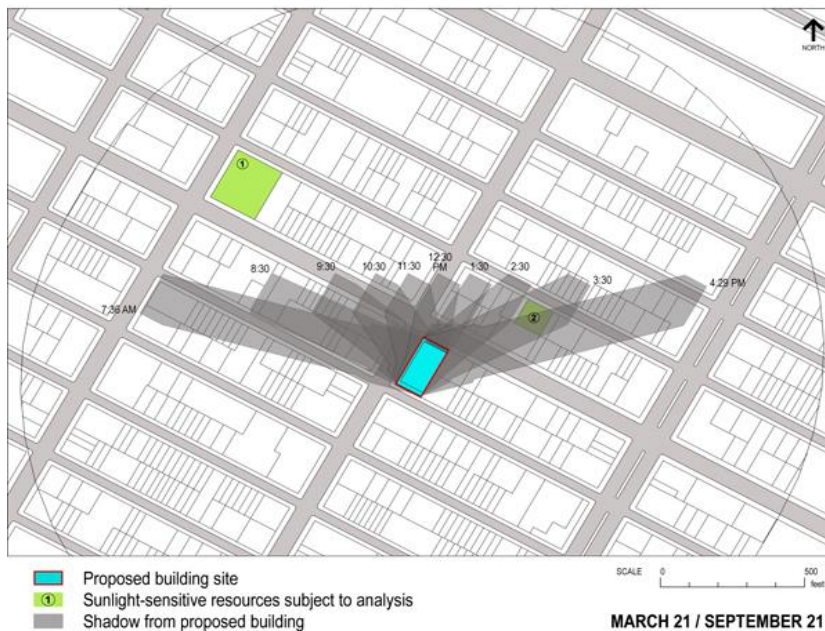 NORTH
①
8:30
9:30
10:30
11:30
12:30
PM
1:30
2:30
3:30
4:29 PM
7:36 AM
②
Proposed building site
① Sunlight-sensitive resources subject to analysis
Shadow from proposed building
SCALE 0 500
feet
MARCH 21 / SEPTEMBER 21